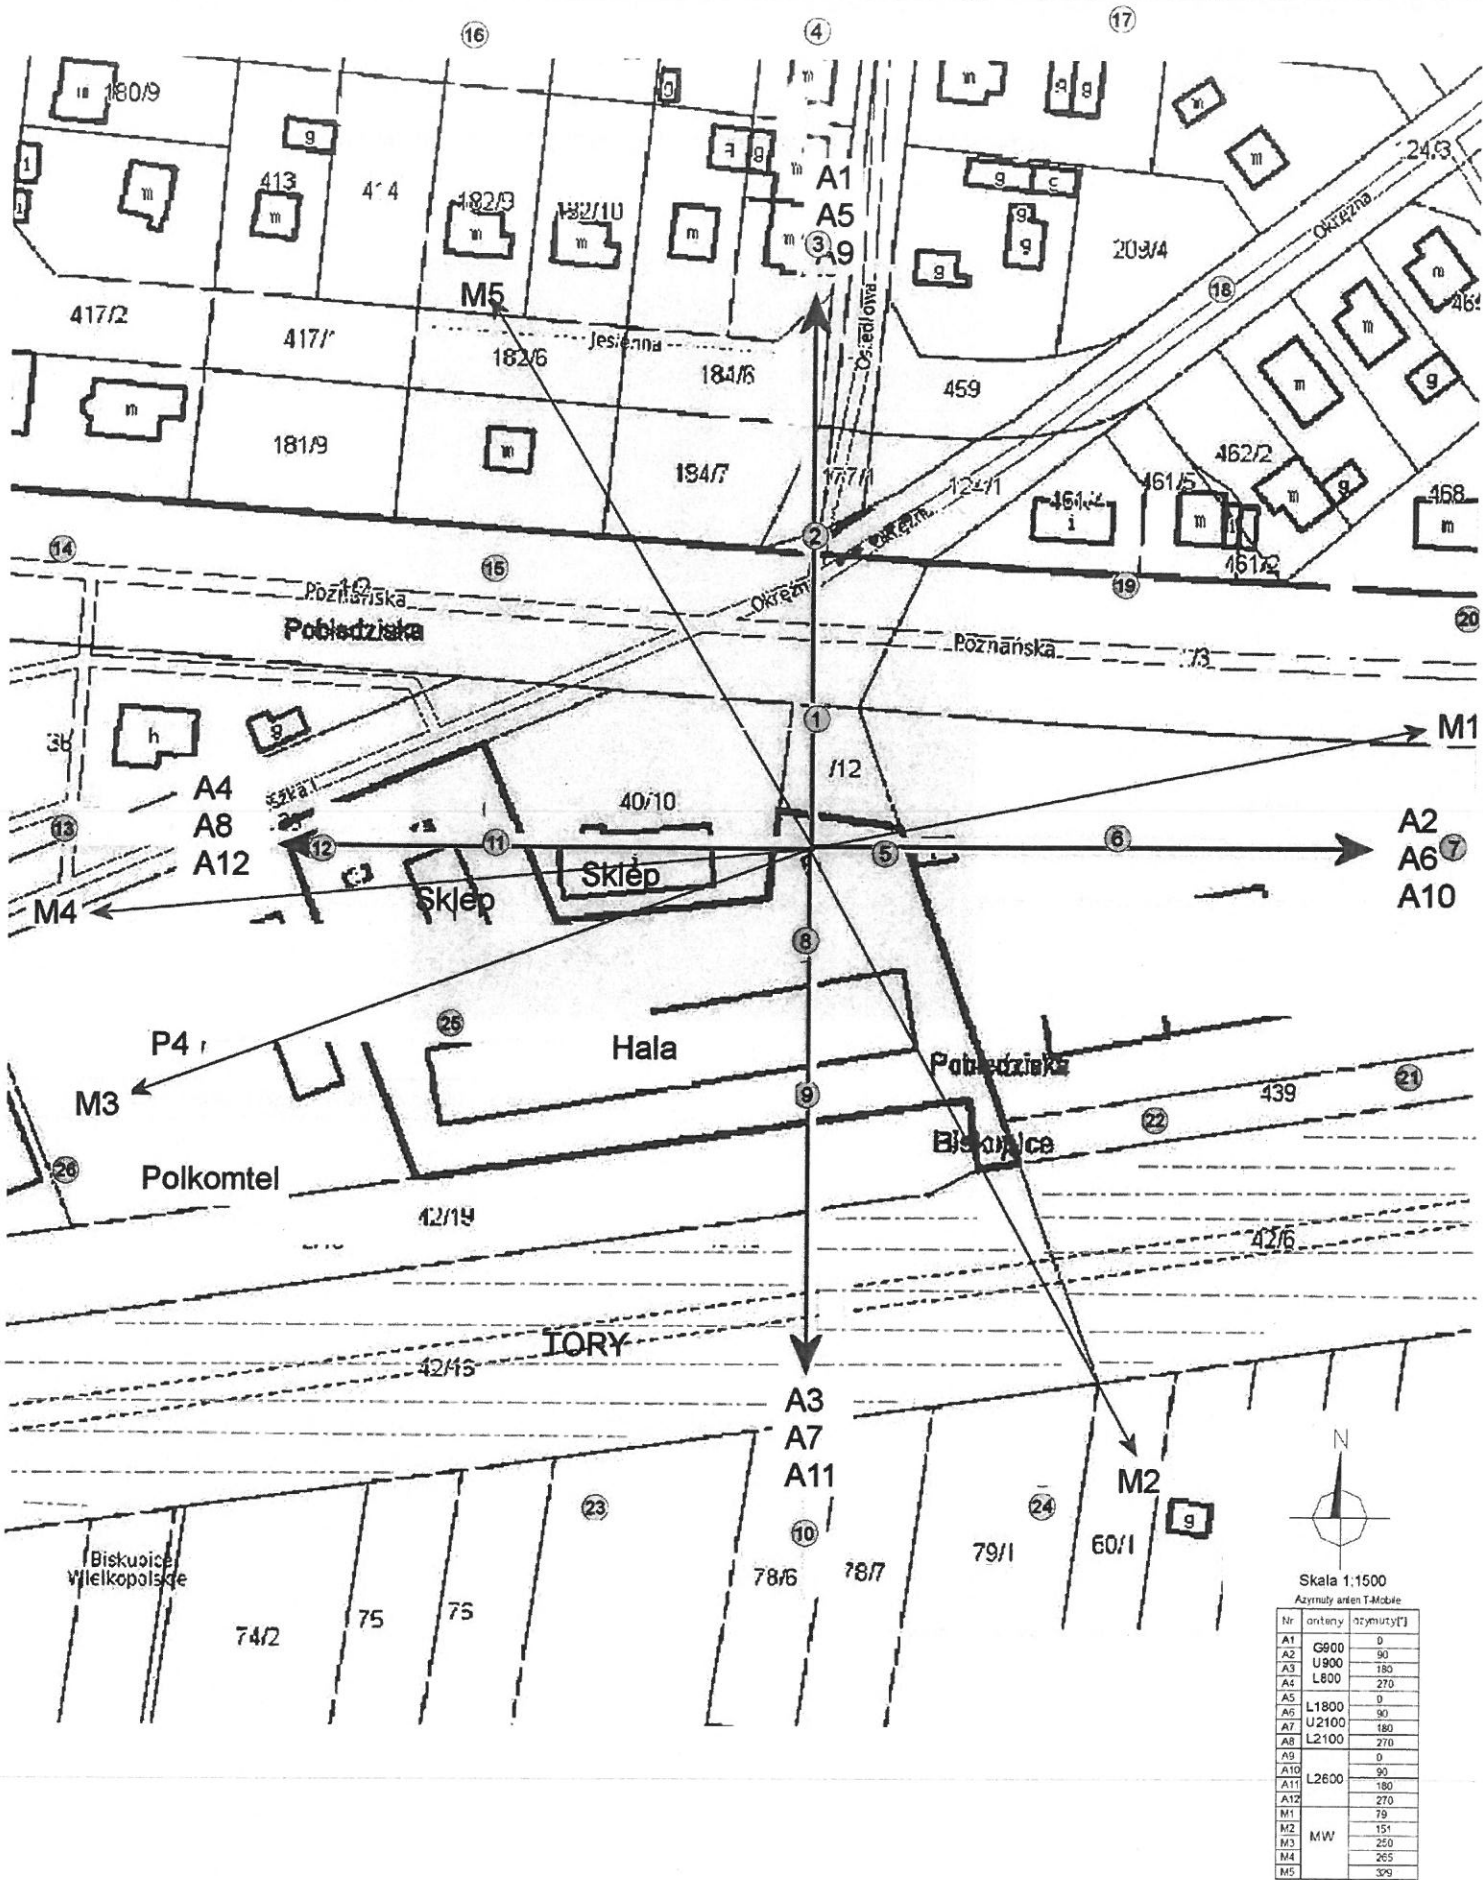 16
4
17
m
g
g
180/9
m
g
g
m
413
m
414
182/9
m
182/10
m
m
g
m
m
A1
A5
A9
3
g
g
g
g
209/4
m
m
124/3
Okrężna
18
m
m
m
g
M5
417/2
417/1
Jesienna
182/6
184/6
Osiedlowa
459
m
181/9
m
184/7
177/1
124/1
461/4
i
461/5
462/2
m
m
g
468
m
461/2
2
Okrężna
14
15
19
20
Poznańska
Pobiedziska
Okrężna
Poznańska
1/3
h
g
1
M1
/12
A4
A8
A12
40/10
13
12
11
5
6
7
A2
A6
A10
Sklep
Sklep
M4
8
25
Hala
P4
M3
9
Pobiedziska
439
21
22
Biskupice
26
Polkomtel
42/19
42/6
TORY
42/15
A3
A7
A11
M2
N
23
10
24
g
Biskupice
Wielkopolskie
78/6
78/7
79/1
60/1
74/2
75
76
Skala 1:1500
Azymuty anten T-Mobile
Nr anteny azymuty[°]
A1 G900 0
A2 U900 90
A3 L800 180
A4 270
A5 L1800 0
A6 U2100 90
A7 L2100 180
A8 270
A9 L2600 0
A10 90
A11 180
A12 270
M1 MW 79
M2 151
M3 250
M4 265
M5 329